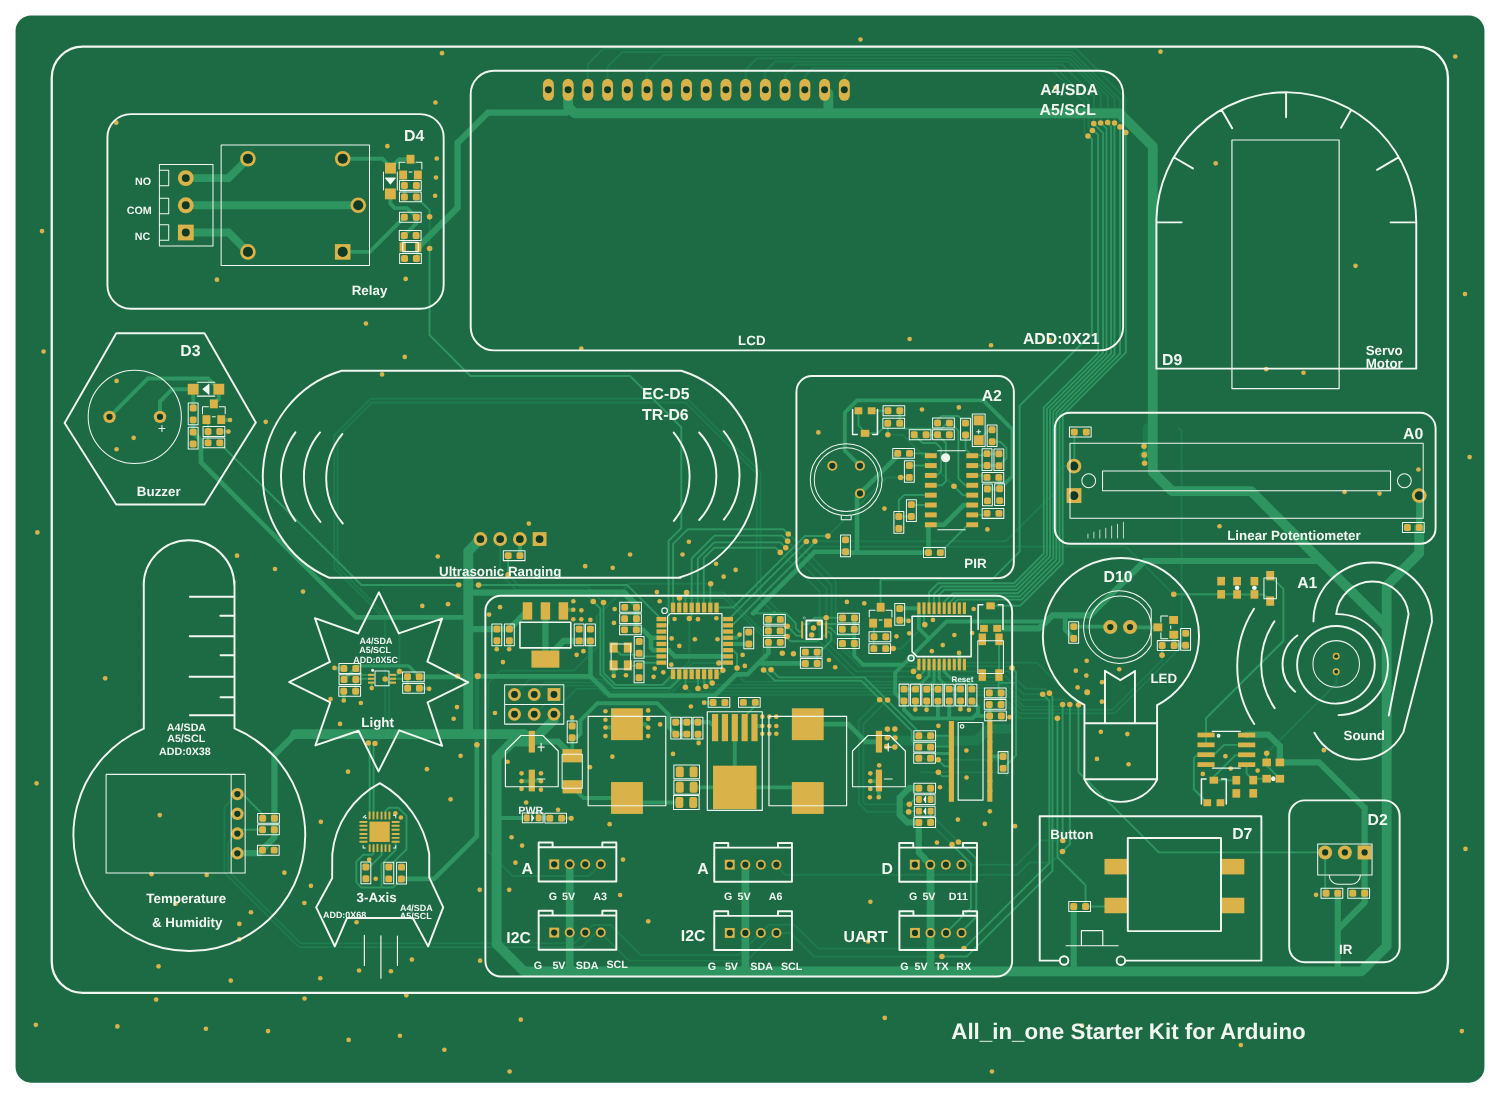 A4/SDA
A5/SCL
D4
NO
COM
NC
Relay
LCD
ADD:0X21
D9
Servo
Motor
D3
+
Buzzer
EC-D5
TR-D6
Ultrasonic Ranging
A2
+
PIR
A0
Linear Potentiometer
A4/SDA
A5/SCL
ADD:0X5C
Light
D10
LED
A1
Sound
A4/SDA
A5/SCL
ADD:0X38
Temperature
& Humidity
Reset
+
−
+
−
PWR
3-Axis
ADD:0X68
A4/SDA
A5/SCL
A
G 5V A3
A
G 5V A6
D
G 5V D11
I2C
G 5V SDA SCL
I2C
G 5V SDA SCL
UART
G 5V TX RX
Button
D7
D2
IR
All_in_one Starter Kit for Arduino